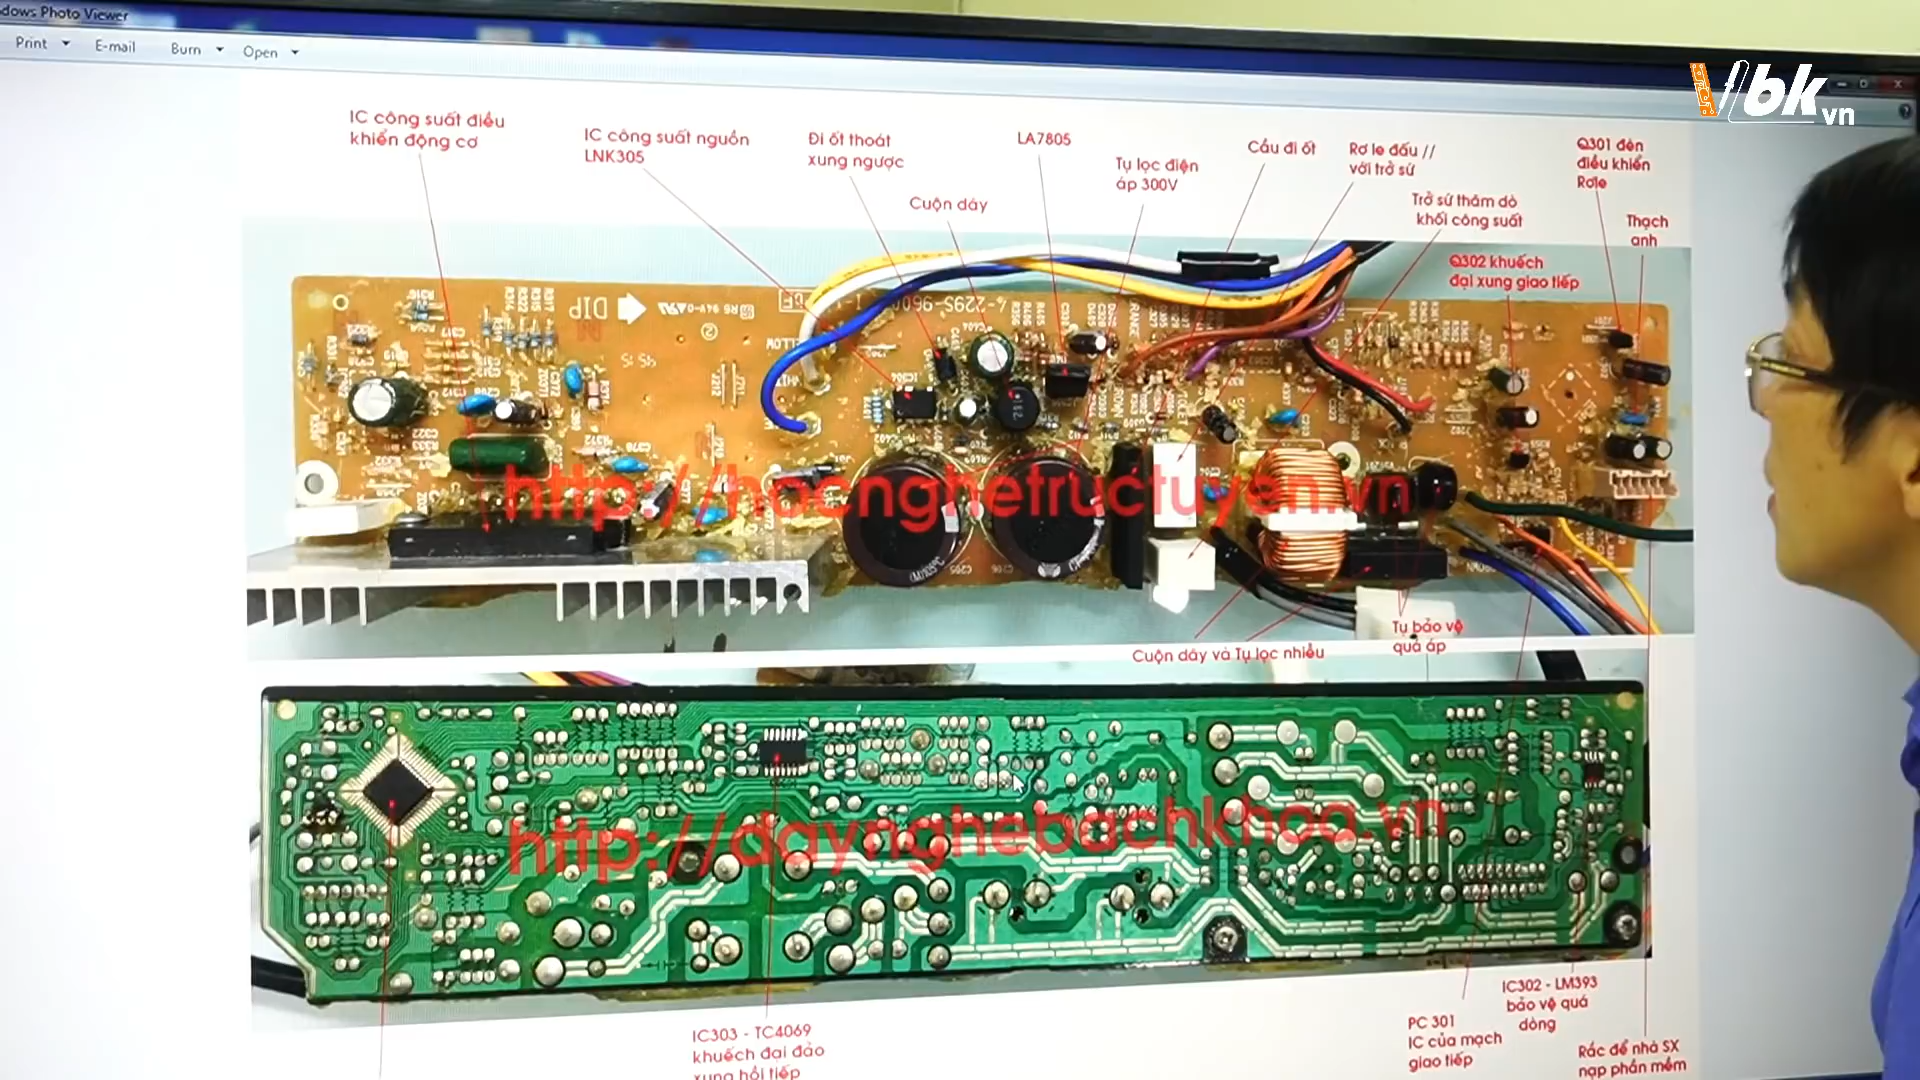 Windows Photo Viewer
Print
E-mail
Burn
Open
Vbk.vn
IC công suất điều
khiển động cơ
IC công suất nguồn
LNK305
Đi ốt thoát
xung ngược
Cuộn dây
LA7805
Tụ lọc điện
áp 300V
Cầu đi ốt
Rơ le đấu //
với trở sứ
Trở sứ thăm dò
khối công suất
Q301 đèn
điều khiển
Rơle
Thạch
anh
Q302 khuếch
đại xung giao tiếp
DIP
http://hocnghetructuyen.vn
Cuộn dây và Tụ lọc nhiễu
Tụ bảo vệ
quá áp
http://daynghebachkhoa.vn
IC303 - TC4069
khuếch đại đảo
xung hồi tiếp
PC 301
IC của mạch
giao tiếp
IC302 - LM393
bảo vệ quá
dòng
Rắc để nhà SX
nạp phần mềm